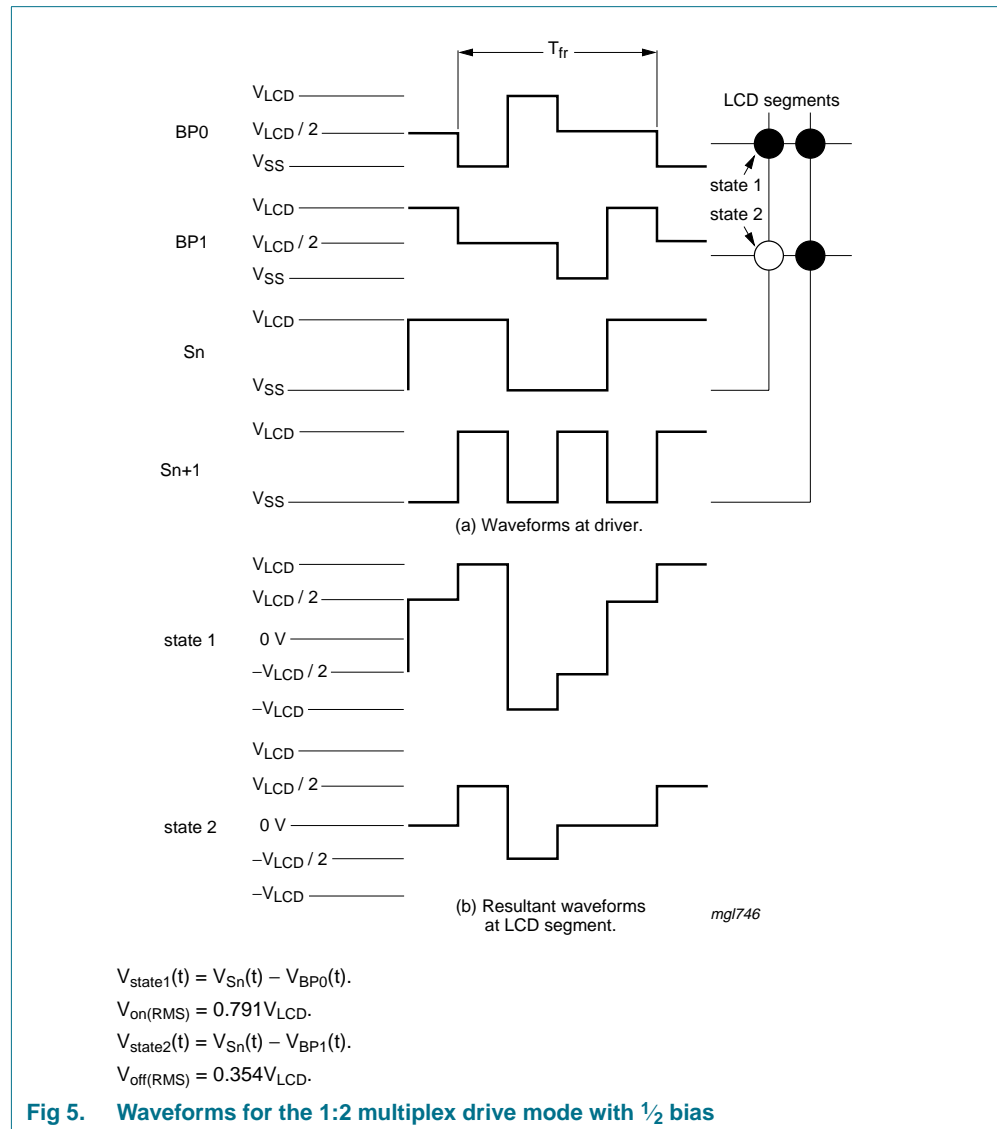 Tfr
VLCD
LCD segments
BP0
VLCD / 2
VSS
state 1
state 2
VLCD
BP1
VLCD / 2
VSS
VLCD
Sn
VSS
VLCD
Sn+1
VSS
(a) Waveforms at driver.
VLCD
VLCD / 2
state 1
0 V
−VLCD / 2
−VLCD
VLCD
VLCD / 2
state 2
0 V
−VLCD / 2
−VLCD
(b) Resultant waveforms
at LCD segment.
mgl746
Vstate1(t) = VSn(t) − VBP0(t).
Von(RMS) = 0.791VLCD.
Vstate2(t) = VSn(t) − VBP1(t).
Voff(RMS) = 0.354VLCD.
Fig 5. Waveforms for the 1:2 multiplex drive mode with 1⁄2 bias